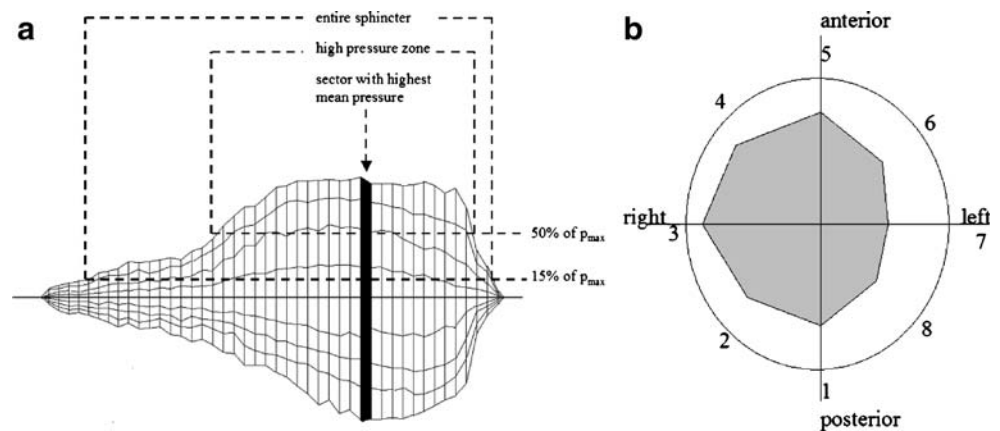 a
entire sphincter
high pressure zone
sector with highest
mean pressure
50% of pmax
15% of pmax
b
anterior
5
4
6
right
left
3
7
2
8
1
posterior